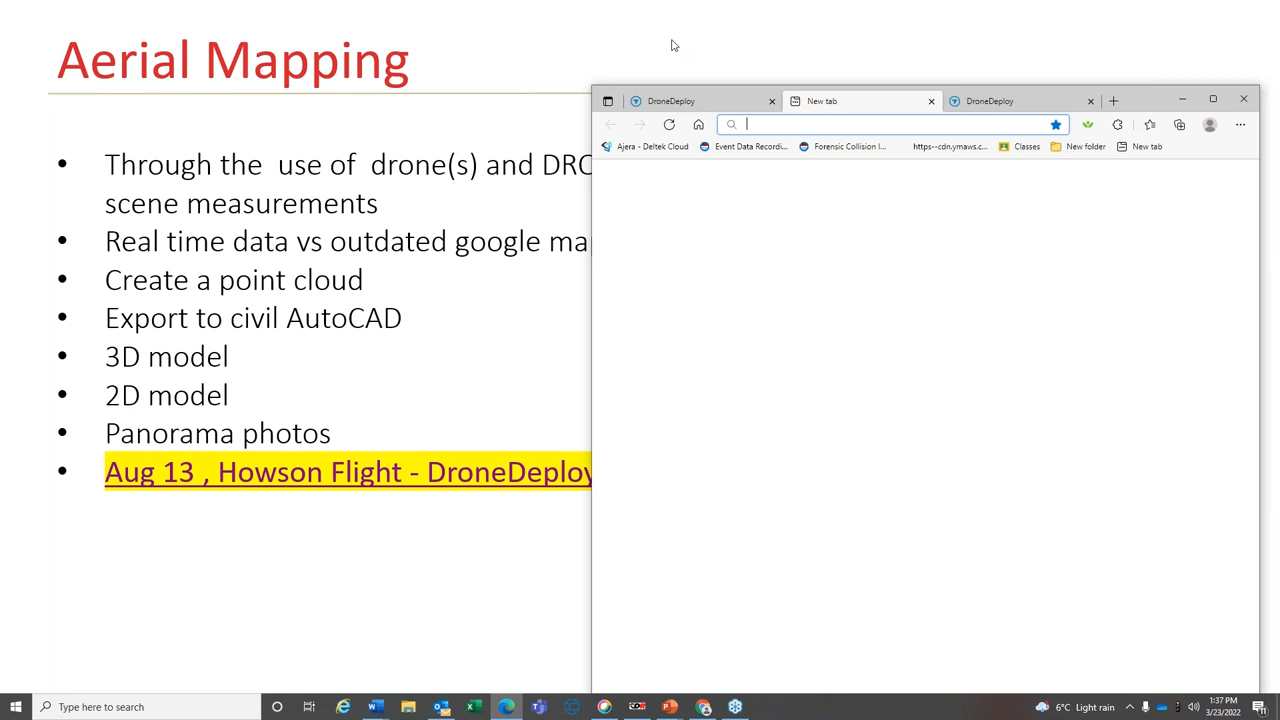 Aerial Mapping
DroneDeploy
New tab
DroneDeploy
Ajera - Deltek Cloud
Event Data Recordi...
Forensic Collision I...
https--cdn.ymaws.c...
Classes
New folder
New tab
• Through the use of drone(s) and DRO
scene measurements
• Real time data vs outdated google ma
• Create a point cloud
• Export to civil AutoCAD
• 3D model
• 2D model
• Panorama photos
• Aug 13 , Howson Flight - DroneDeploy
Type here to search
6°C Light rain
1:37 PM
3/23/2022